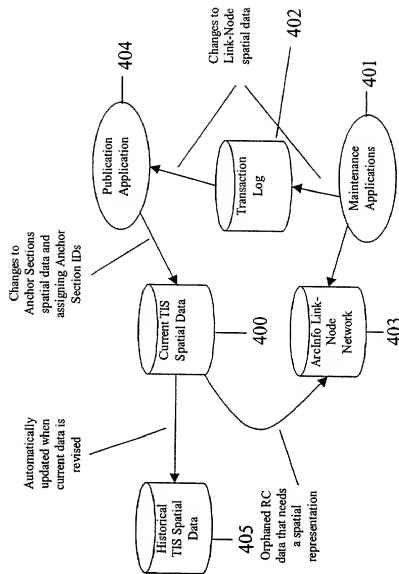 Changes to
Anchor Sections
spatial data and
assigning Anchor
Section IDs
404
Publication
Application
Changes to
Link-Node
spatial data
402
Transaction
Log
401
Maintenance
Applications
Automatically
updated when
current data is
revised
Current TIS
Spatial Data
400
ArcInfo Link-
Node
Network
403
Historical
TIS Spatial
Data
405
Orphaned RC
data that needs
a spatial
representation